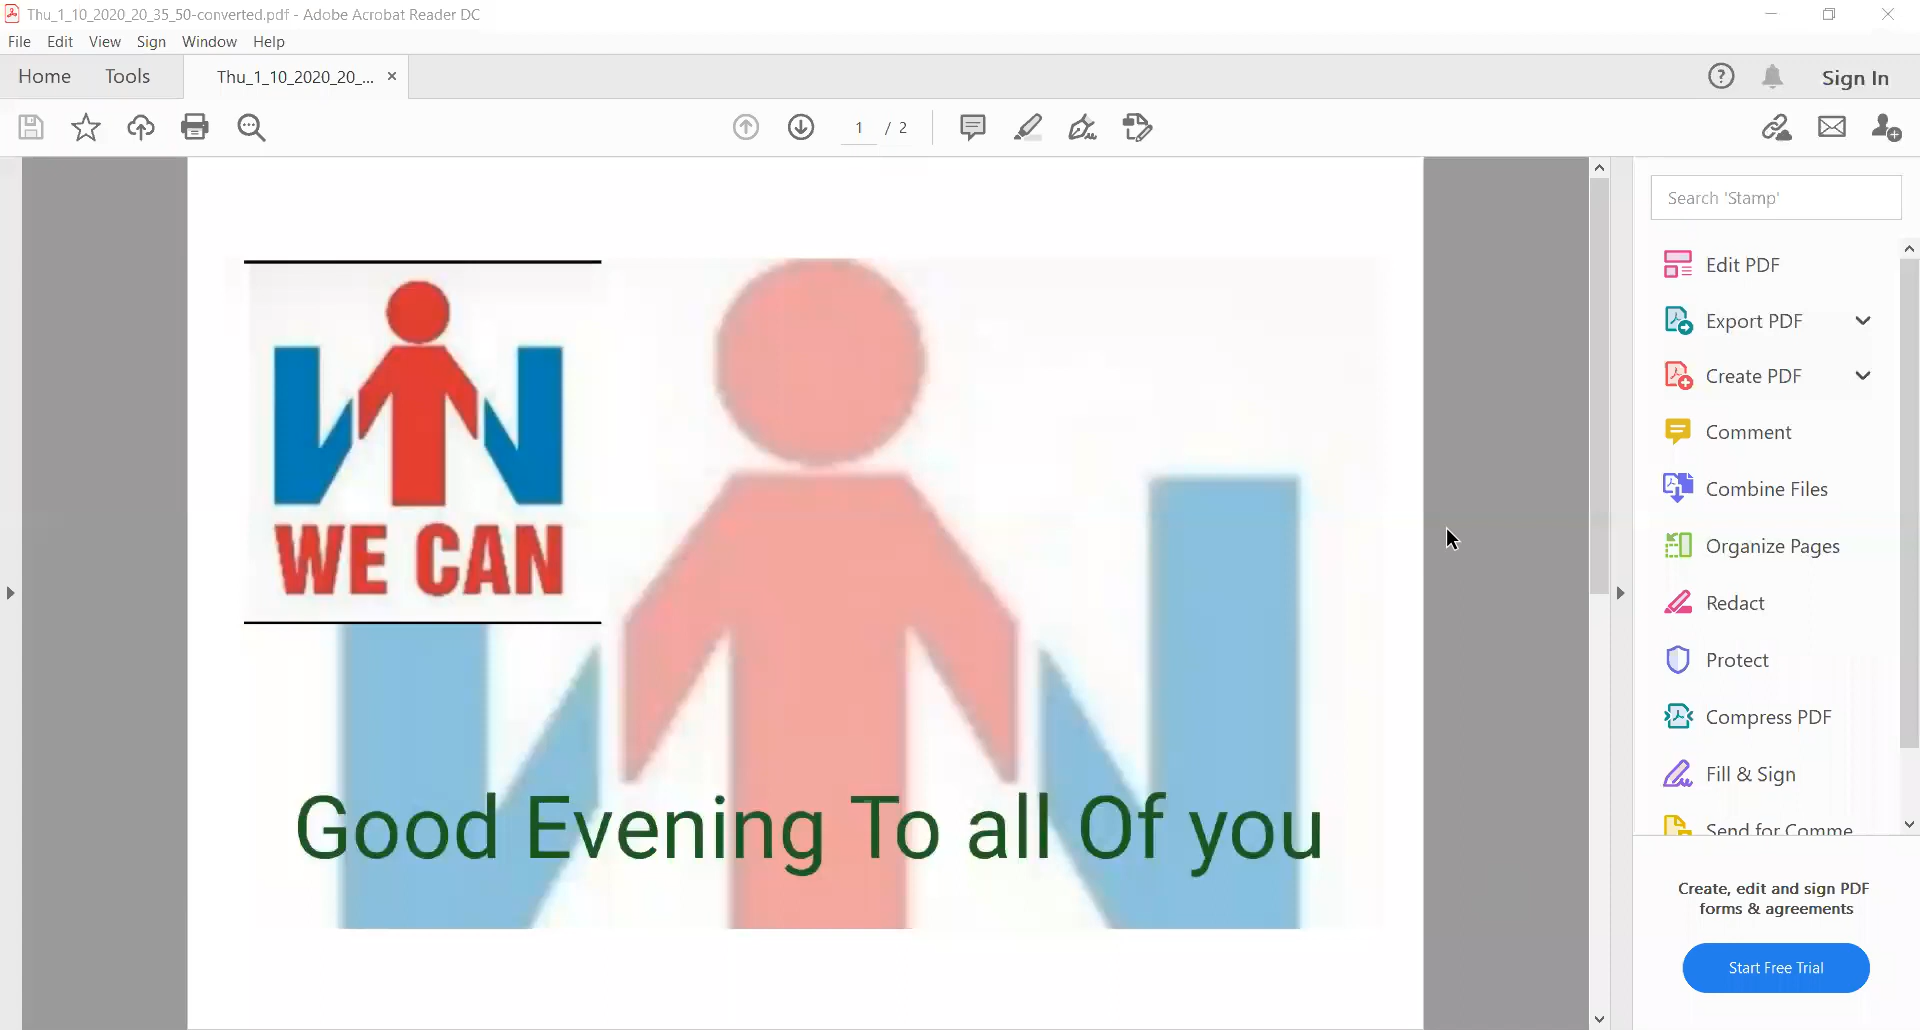 Thu_1_10_2020_20_35_50-converted.pdf - Adobe Acrobat Reader DC
File Edit View Sign Window Help
Home Tools Thu_1_10_2020_20_... × Sign In
1 / 2
Search 'Stamp'
Edit PDF
Export PDF
Create PDF
Comment
Combine Files
Organize Pages
Redact
Protect
Compress PDF
Fill & Sign
Send for Comme
WE CAN
Good Evening To all Of you
Create, edit and sign PDF
forms & agreements
Start Free Trial